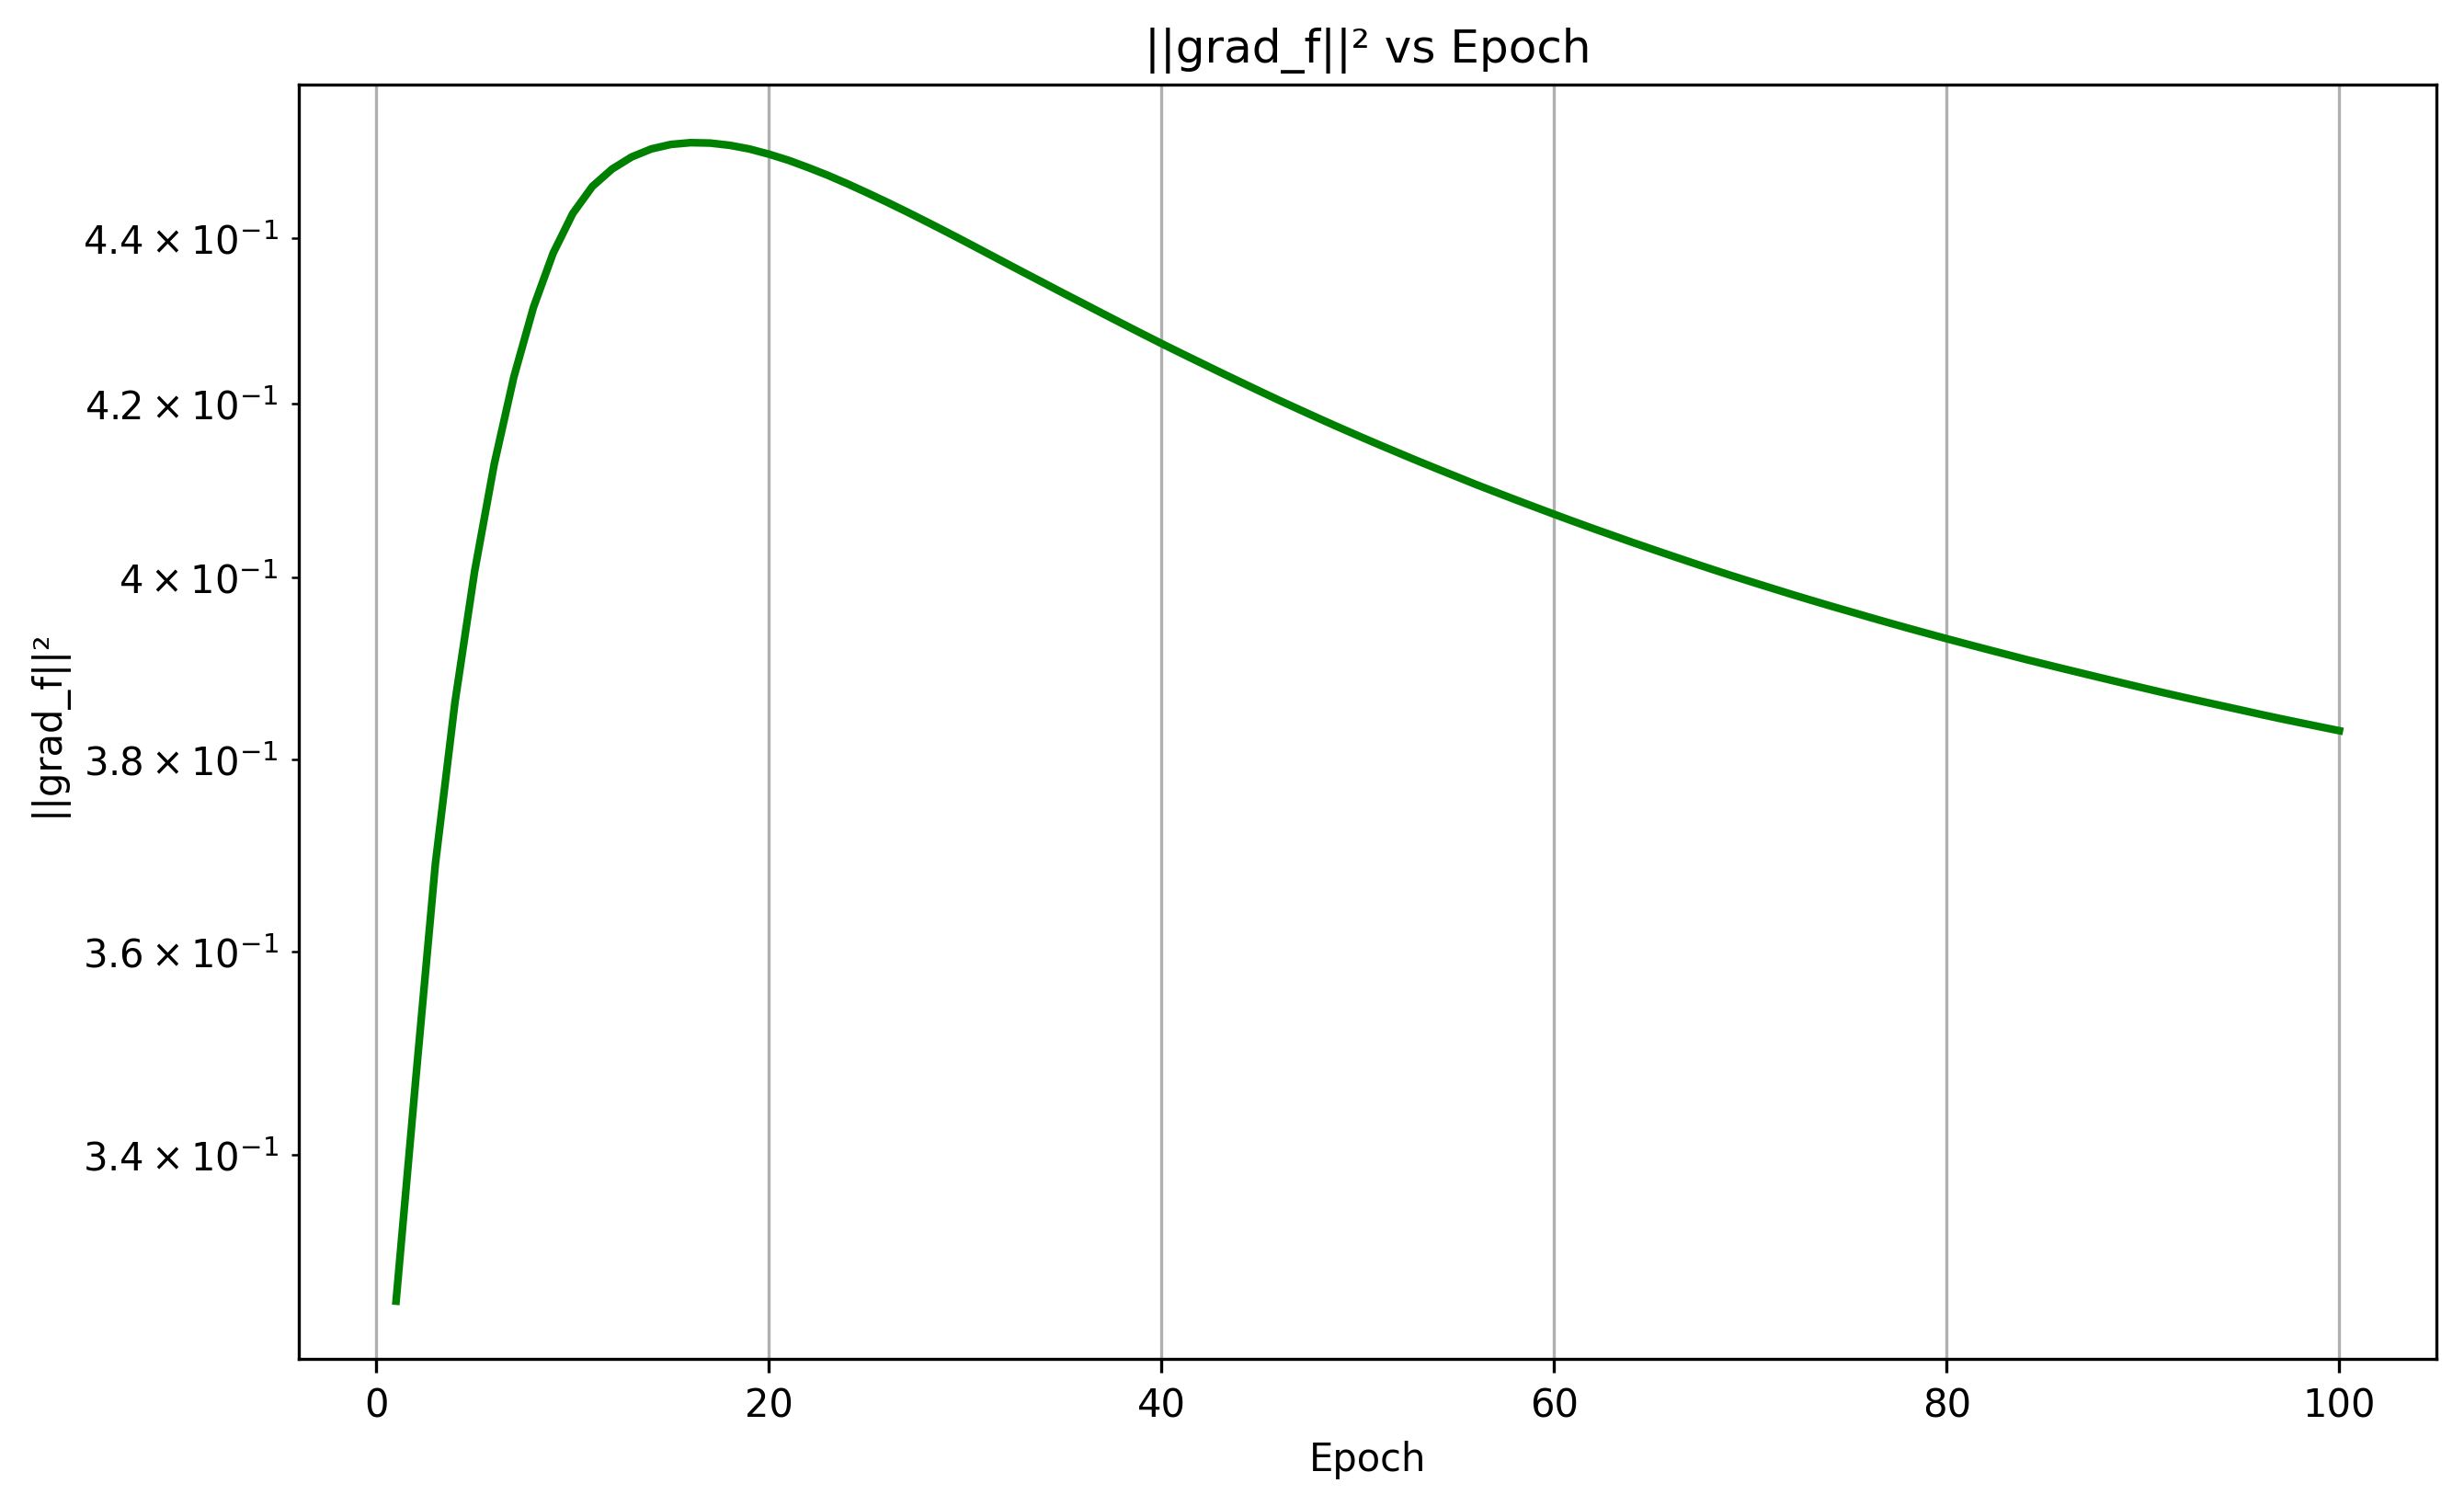 ||grad_f||² vs Epoch
||grad_f||²
4.4 × 10⁻¹
4.2 × 10⁻¹
4 × 10⁻¹
3.8 × 10⁻¹
3.6 × 10⁻¹
3.4 × 10⁻¹
0 20 40 60 80 100
Epoch